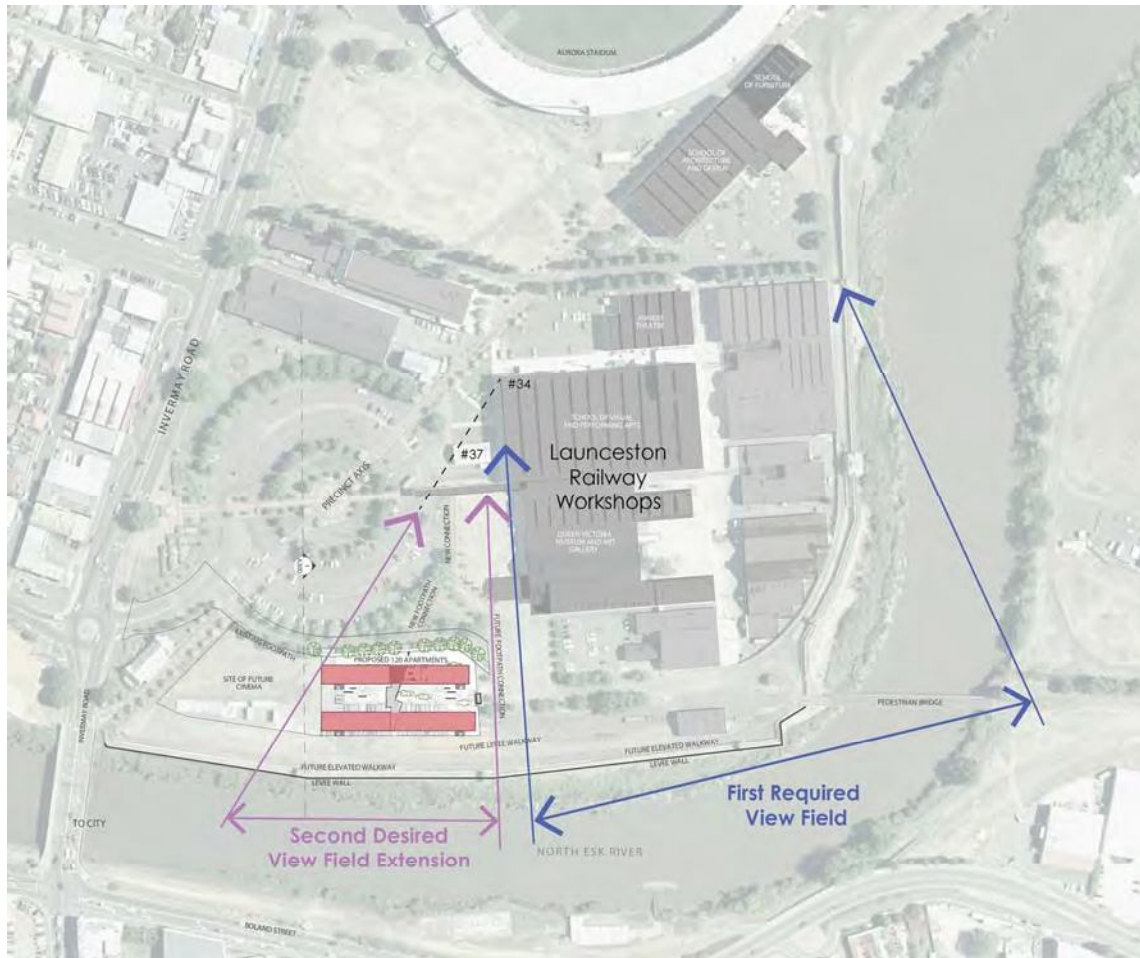 AURORA STAIDIUM
SCHOOL
OF FURNITURE
SCHOOL OF
ARCHITECTURE
AND DESIGN
INVERMAY ROAD
ANNEXE
THEATRE
#34
SCHOOL OF VISUAL
AND PERFORMING ARTS
#37
Launceston
Railway
Workshops
PRECINCT AXIS
QUEEN VICTORIA
MUSEUM AND ART
GALLERY
NEW CONNECTION
NEW FOOTPATH
CONNECTION
FUTURE FOOTPATH CONNECTION
EXISTING FOOTPATH
PROPOSED 120 APARTMENTS
SITE OF FUTURE
CINEMA
INVERMAY ROAD
PEDESTRIAN BRIDGE
FUTURE LEVEE WALKWAY
FUTURE ELEVATED WALKWAY
LEVEE WALL
FUTURE ELEVATED WALKWAY
LEVEE WALL
First Required
View Field
TO CITY
Second Desired
View Field Extension
NORTH ESK RIVER
BOLAND STREET